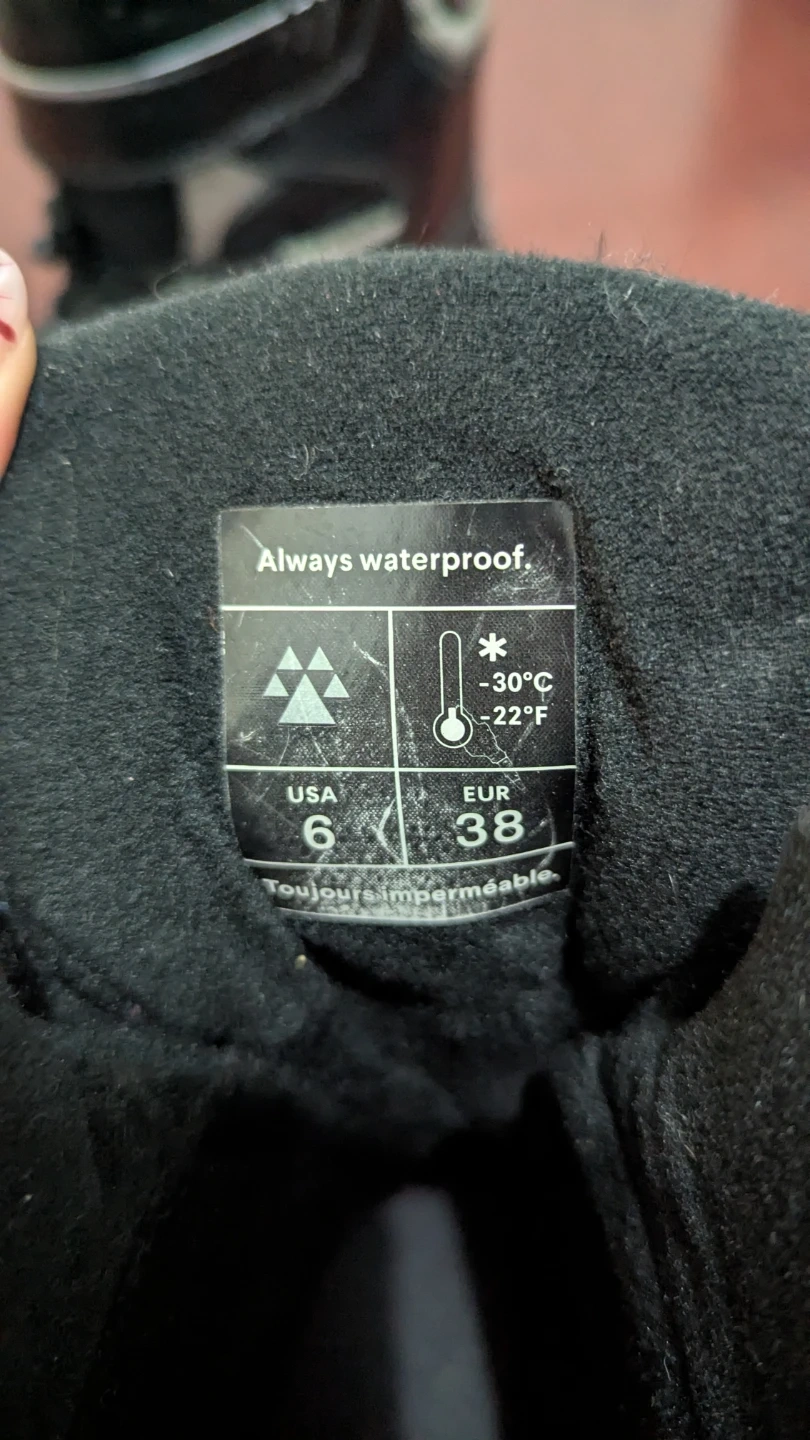 Always waterproof.
* -30°C
-22°F
USA EUR
6 38
Toujours imperméable.